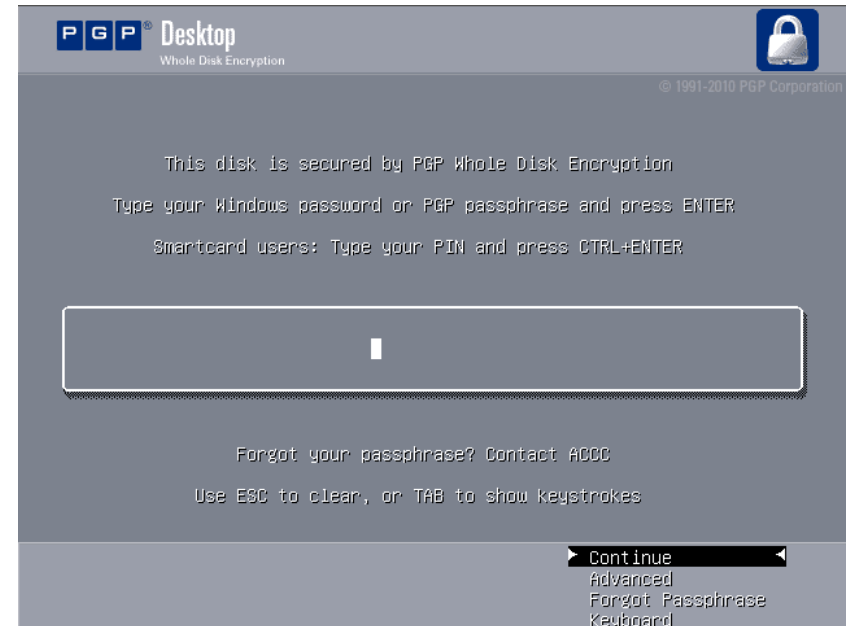 PGP® Desktop
Whole Disk Encryption
© 1991-2010 PGP Corporation
This disk is secured by PGP Whole Disk Encryption
Type your Windows password or PGP passphrase and press ENTER
Smartcard users: Type your PIN and press CTRL+ENTER
Forgot your passphrase? Contact ACCC
Use ESC to clear, or TAB to show keystrokes
Continue
Advanced
Forgot Passphrase
Keyboard